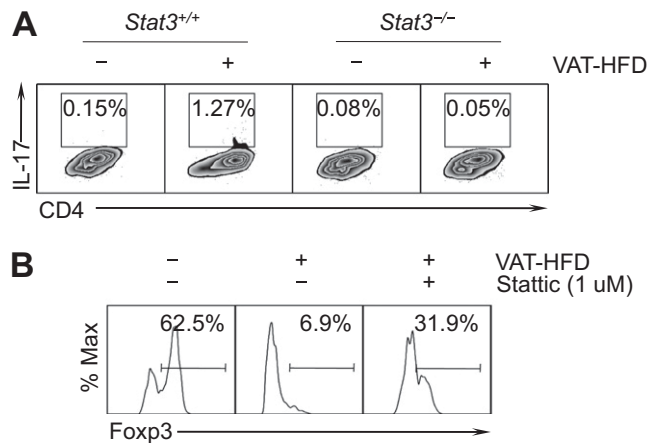 A
Stat3+/+ Stat3−/−
− + − + VAT-HFD
0.15% 1.27% 0.08% 0.05%
IL-17
CD4
B
− + + VAT-HFD
− − + Stattic (1 uM)
62.5% 6.9% 31.9%
% Max
Foxp3